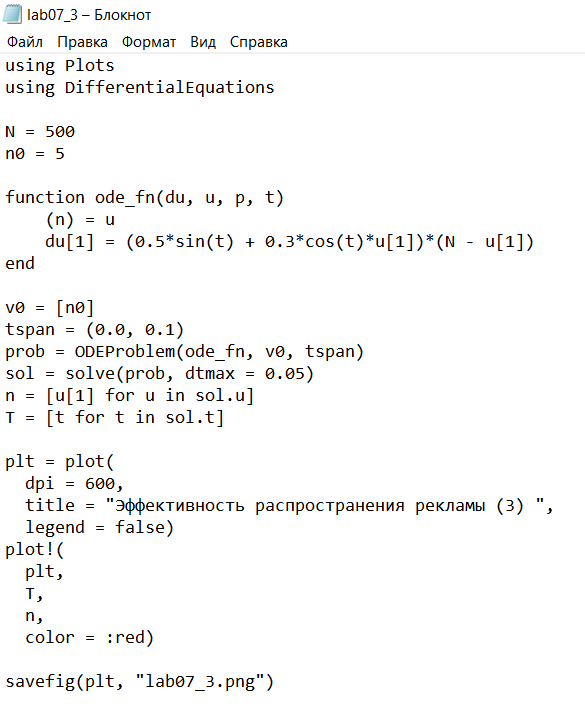 lab07_3 – Блокнот
Файл Правка Формат Вид Справка
using Plots
using DifferentialEquations

N = 500
n0 = 5

function ode_fn(du, u, p, t)
    (n) = u
    du[1] = (0.5*sin(t) + 0.3*cos(t)*u[1])*(N - u[1])
end

v0 = [n0]
tspan = (0.0, 0.1)
prob = ODEProblem(ode_fn, v0, tspan)
sol = solve(prob, dtmax = 0.05)
n = [u[1] for u in sol.u]
T = [t for t in sol.t]

plt = plot(
  dpi = 600,
  title = "Эффективность распространения рекламы (3) ",
  legend = false)
plot!(
  plt,
  T,
  n,
  color = :red)

savefig(plt, "lab07_3.png")